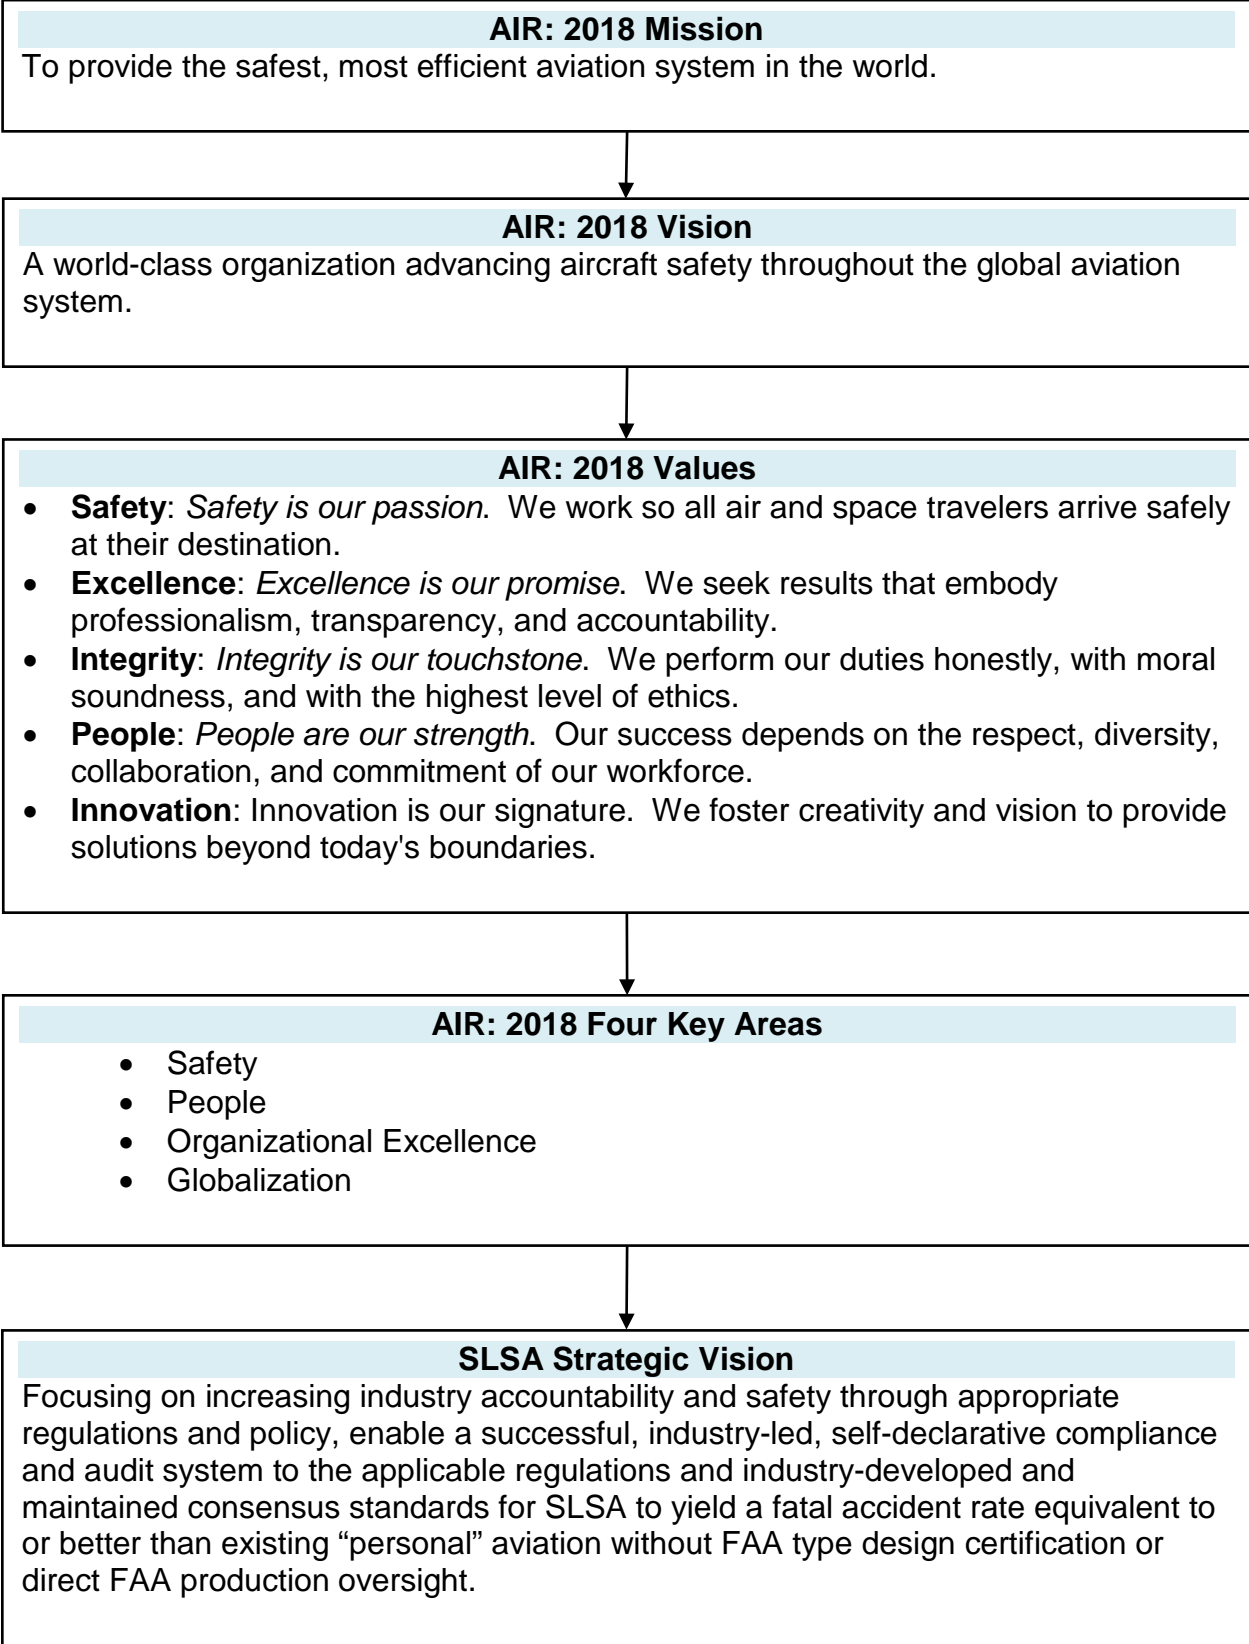 AIR: 2018 Mission
To provide the safest, most efficient aviation system in the world.
AIR: 2018 Vision
A world-class organization advancing aircraft safety throughout the global aviation
system.
AIR: 2018 Values
• Safety: Safety is our passion.  We work so all air and space travelers arrive safely
at their destination.
• Excellence: Excellence is our promise.  We seek results that embody
professionalism, transparency, and accountability.
• Integrity: Integrity is our touchstone.  We perform our duties honestly, with moral
soundness, and with the highest level of ethics.
• People: People are our strength.  Our success depends on the respect, diversity,
collaboration, and commitment of our workforce.
• Innovation: Innovation is our signature.  We foster creativity and vision to provide
solutions beyond today's boundaries.
AIR: 2018 Four Key Areas
• Safety
• People
• Organizational Excellence
• Globalization
SLSA Strategic Vision
Focusing on increasing industry accountability and safety through appropriate
regulations and policy, enable a successful, industry-led, self-declarative compliance
and audit system to the applicable regulations and industry-developed and
maintained consensus standards for SLSA to yield a fatal accident rate equivalent to
or better than existing “personal” aviation without FAA type design certification or
direct FAA production oversight.